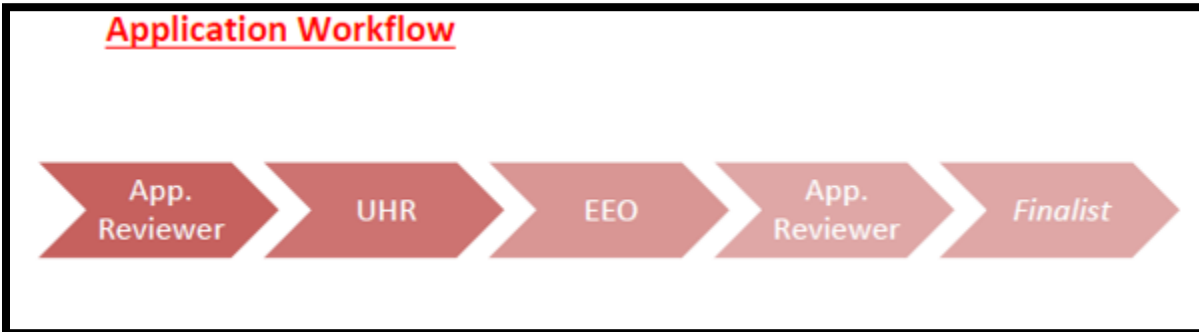 Application Workflow
App.
Reviewer
UHR
EEO
App.
Reviewer
Finalist